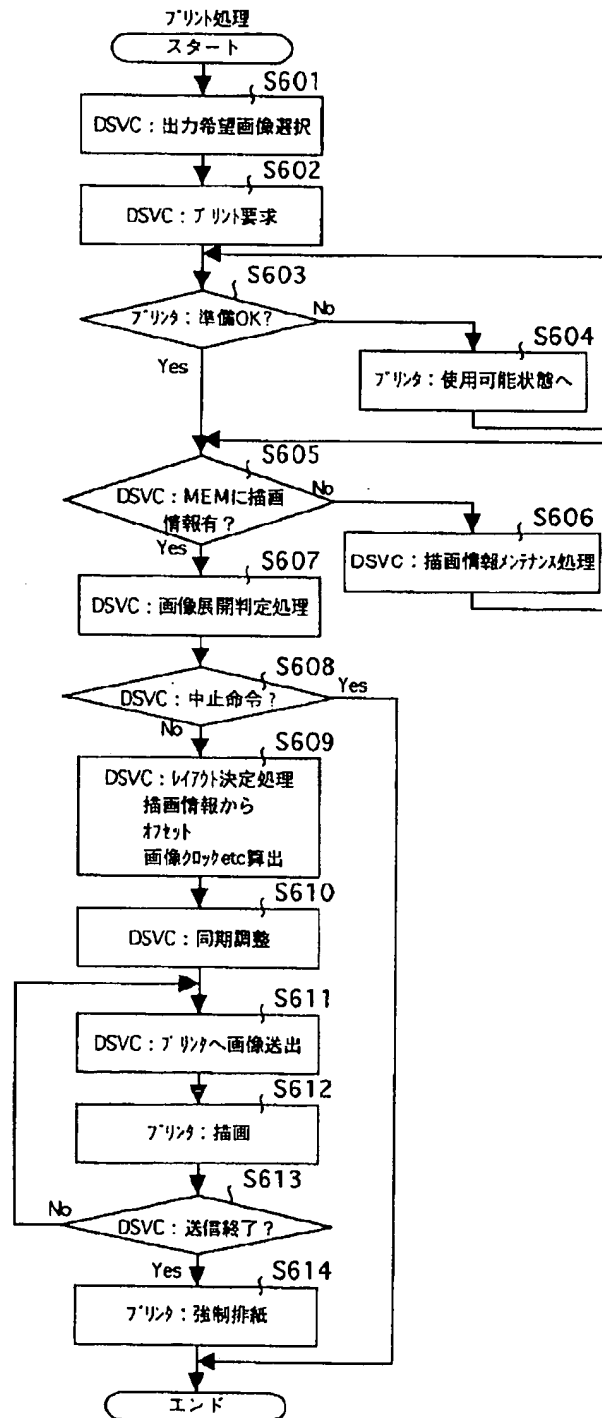 プリント処理
スタート
S601
DSVC:出力希望画像選択
S602
DSVC:プリント要求
S603
プリンタ:準備OK?
No
Yes
S604
プリンタ:使用可能状態へ
S605
DSVC:MEMに描画
情報有?
No
Yes
S606
DSVC:描画情報メンテナンス処理
S607
DSVC:画像展開判定処理
S608
DSVC:中止命令?
Yes
No
S609
DSVC:レイアウト決定処理
描画情報から
オフセット
画像クロックetc算出
S610
DSVC:同期調整
S611
DSVC:プリンタへ画像送出
S612
プリンタ:描画
S613
No
DSVC:送信終了?
Yes
S614
プリンタ:強制排紙
エンド